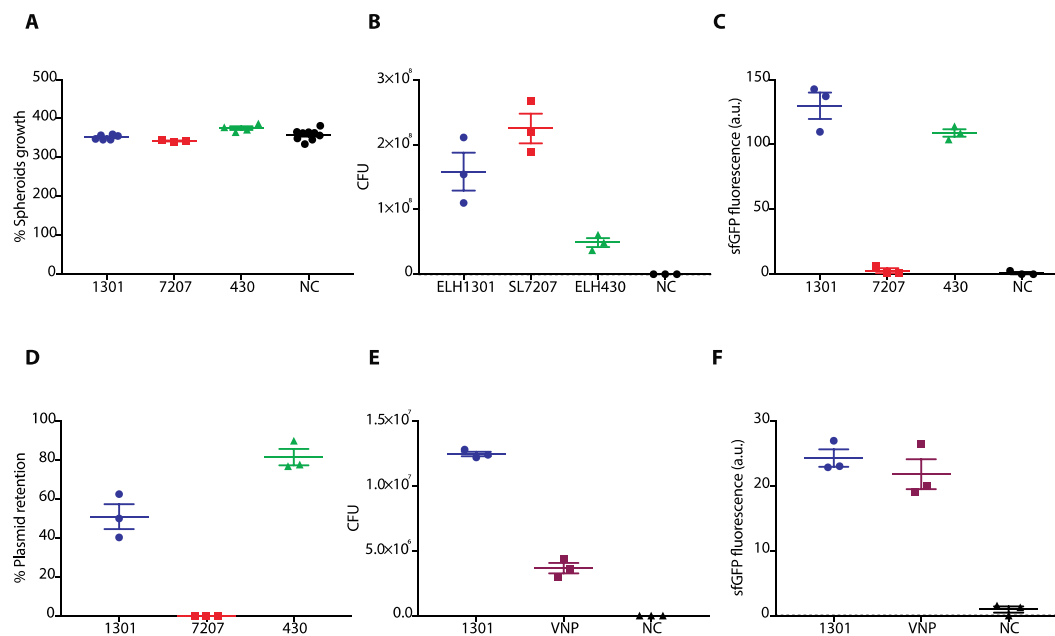 A
% Spheroids growth
500
400
300
200
100
0
1301 7207 430 NC
B
CFU
3×10⁸
2×10⁸
1×10⁸
0
ELH1301 SL7207 ELH430 NC
C
sfGFP fluorescence (a.u.)
150
100
50
0
1301 7207 430 NC
D
% Plasmid retention
100
80
60
40
20
0
1301 7207 430
E
CFU
1.5×10⁷
1.0×10⁷
5.0×10⁶
0.0
1301 VNP NC
F
sfGFP fluorescence (a.u.)
30
20
10
0
1301 VNP NC